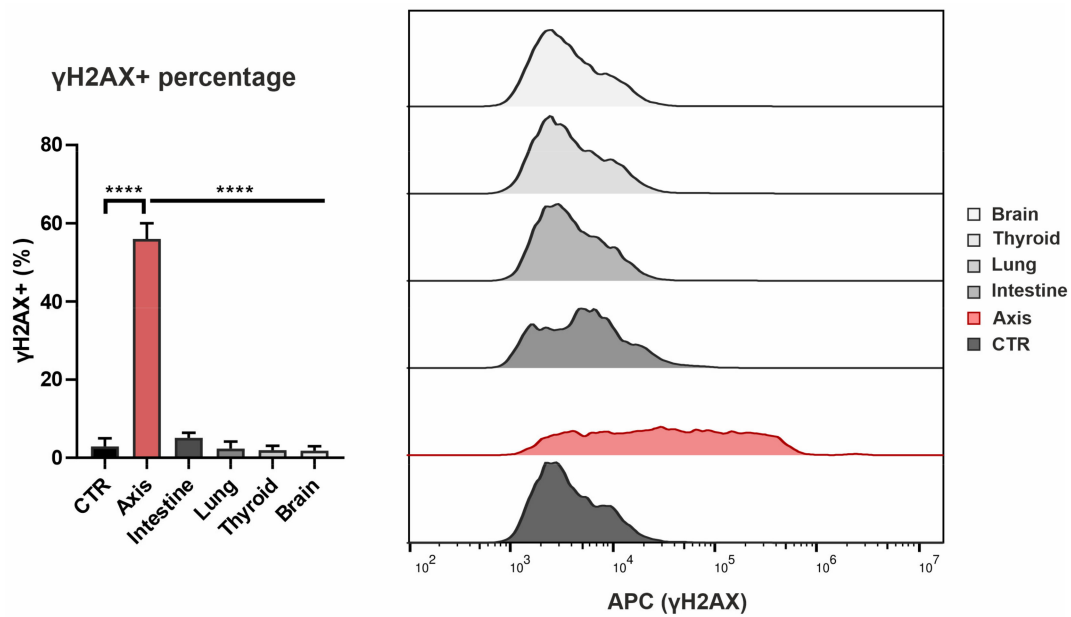 γH2AX+ percentage
γH2AX+ (%)
80
60
40
20
0
****
****
CTR
Axis
Intestine
Lung
Thyroid
Brain
10²
10³
10⁴
10⁵
10⁶
10⁷
APC (γH2AX)
Brain
Thyroid
Lung
Intestine
Axis
CTR